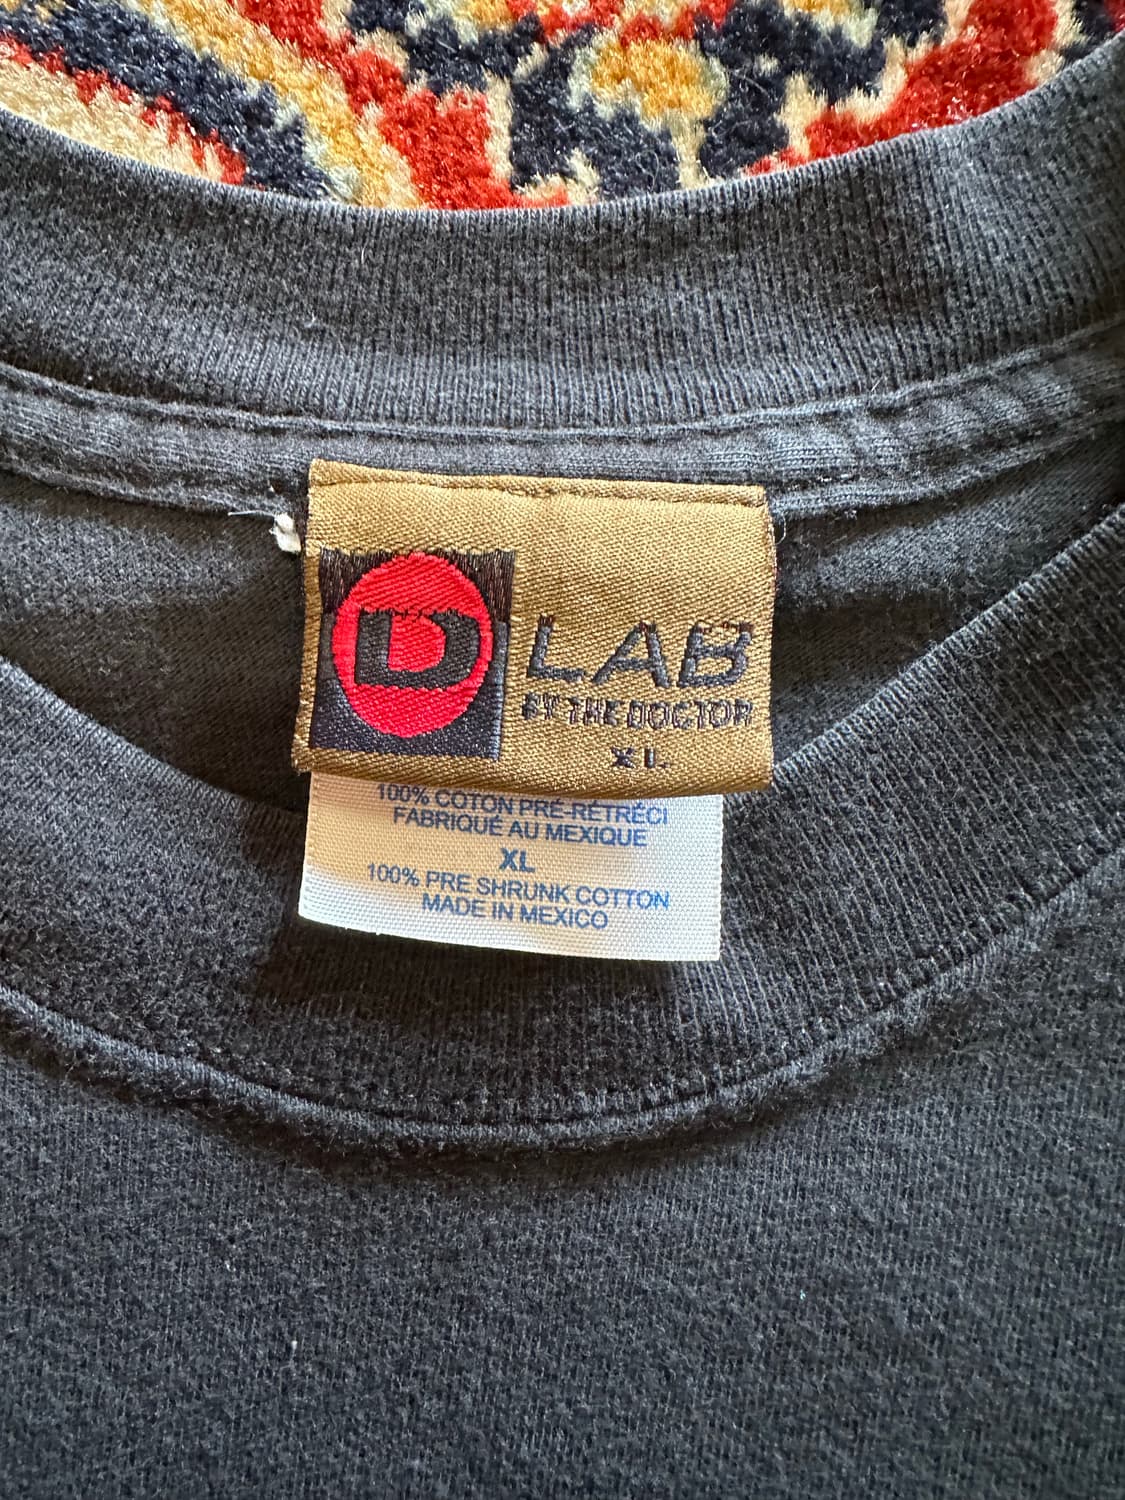 D LAB
BY THE DOCTOR
XL
100% COTON PRÉ-RÉTRÉCI
FABRIQUÉ AU MEXIQUE
XL
100% PRE SHRUNK COTTON
MADE IN MEXICO